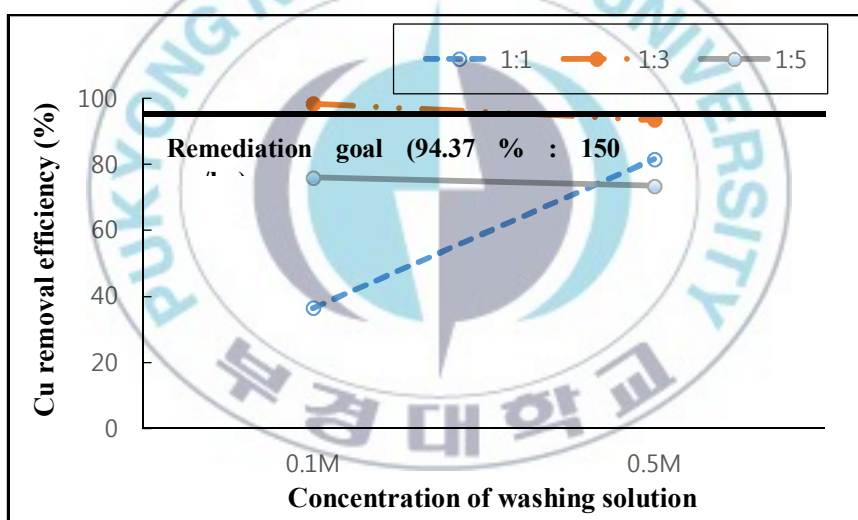 PUKYONG NATIONAL UNIVERSITY
1:1 1:3 1:5
100
80
60
40
20
0
Cu removal efficiency (%)
Remediation goal (94.37 % : 150
0.1M 0.5M
Concentration of washing solution
부경대학교